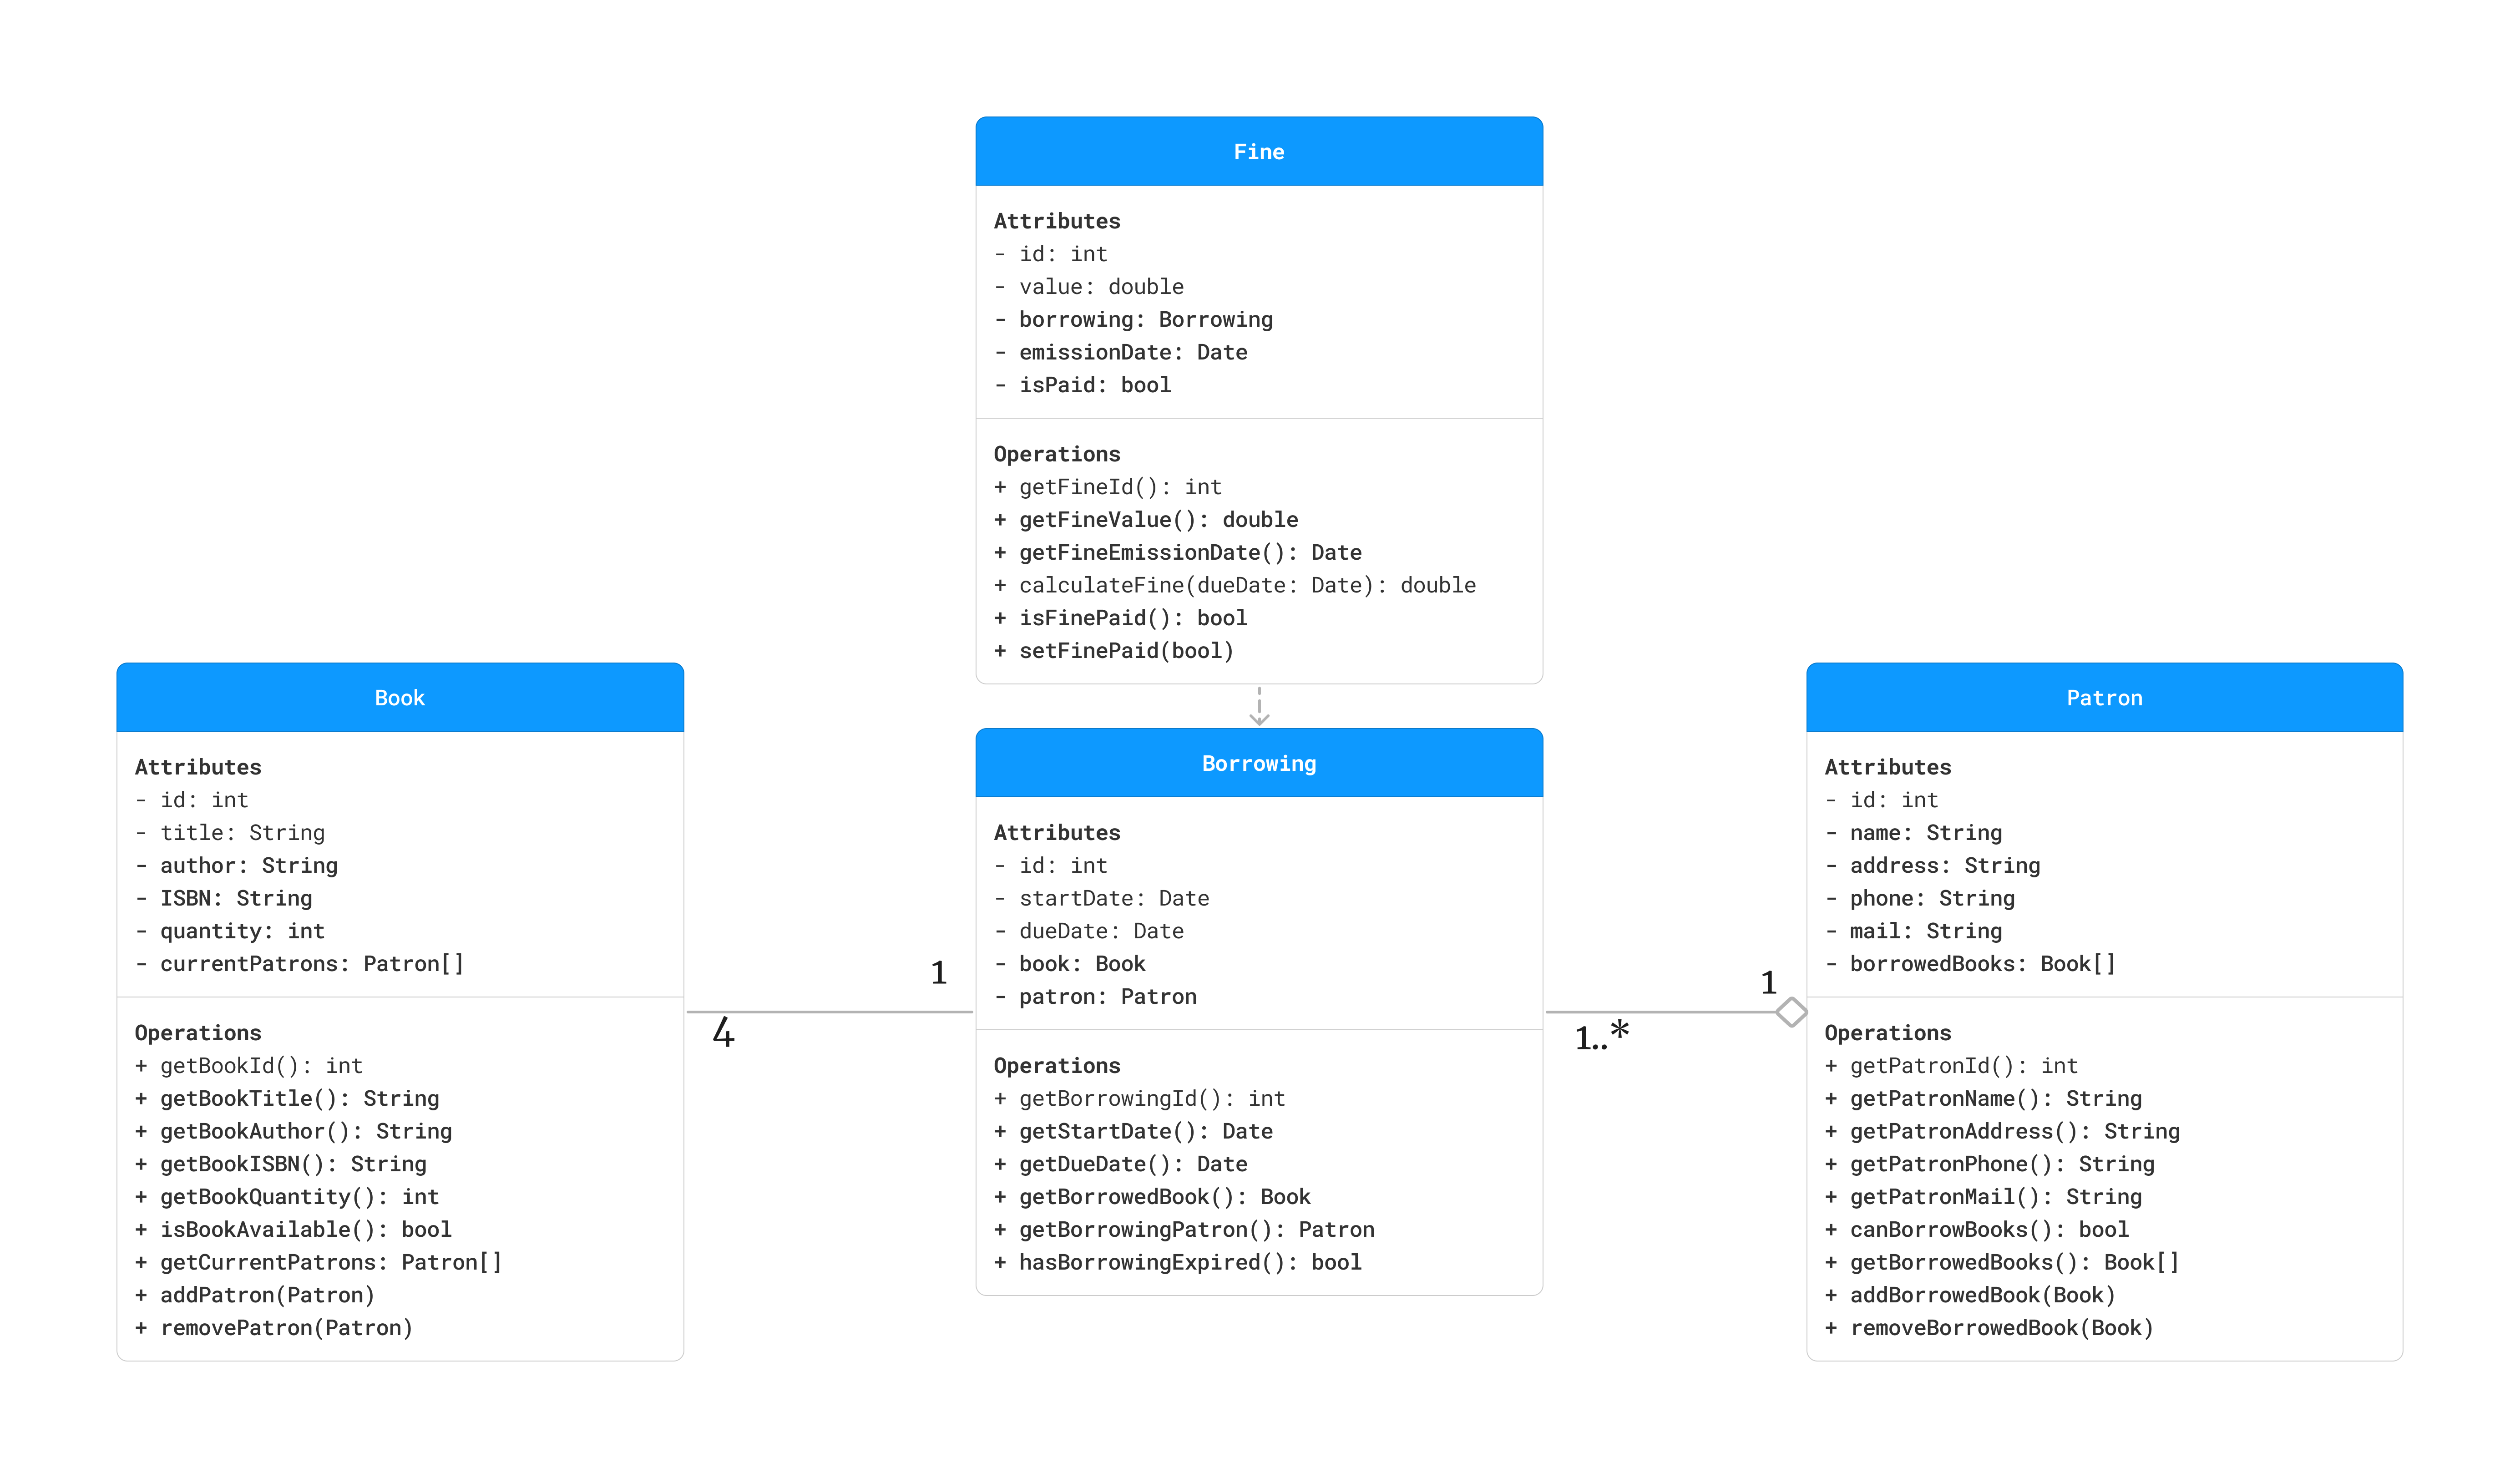 Fine
Attributes
- id: int
- value: double
- borrowing: Borrowing
- emissionDate: Date
- isPaid: bool
Operations
+ getFineId(): int
+ getFineValue(): double
+ getFineEmissionDate(): Date
+ calculateFine(dueDate: Date): double
+ isFinePaid(): bool
+ setFinePaid(bool)
Book
Attributes
- id: int
- title: String
- author: String
- ISBN: String
- quantity: int
- currentPatrons: Patron[]
Operations
+ getBookId(): int
+ getBookTitle(): String
+ getBookAuthor(): String
+ getBookISBN(): String
+ getBookQuantity(): int
+ isBookAvailable(): bool
+ getCurrentPatrons: Patron[]
+ addPatron(Patron)
+ removePatron(Patron)
4
1
Borrowing
Attributes
- id: int
- startDate: Date
- dueDate: Date
- book: Book
- patron: Patron
Operations
+ getBorrowingId(): int
+ getStartDate(): Date
+ getDueDate(): Date
+ getBorrowedBook(): Book
+ getBorrowingPatron(): Patron
+ hasBorrowingExpired(): bool
1..*
1
Patron
Attributes
- id: int
- name: String
- address: String
- phone: String
- mail: String
- borrowedBooks: Book[]
Operations
+ getPatronId(): int
+ getPatronName(): String
+ getPatronAddress(): String
+ getPatronPhone(): String
+ getPatronMail(): String
+ canBorrowBooks(): bool
+ getBorrowedBooks(): Book[]
+ addBorrowedBook(Book)
+ removeBorrowedBook(Book)